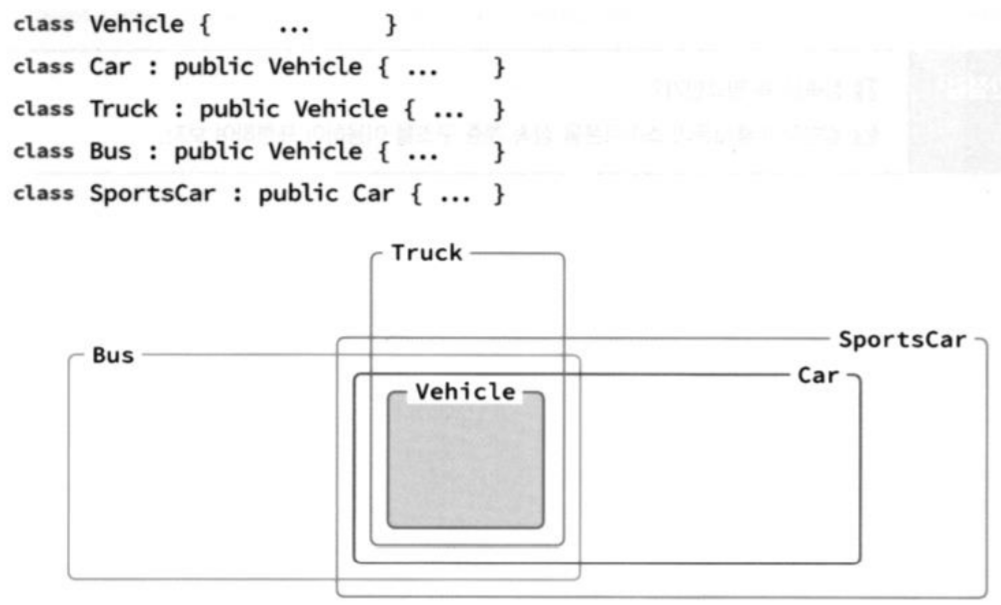 class Vehicle { ... }
class Car : public Vehicle { ... }
class Truck : public Vehicle { ... }
class Bus : public Vehicle { ... }
class SportsCar : public Car { ... }
Truck
SportsCar
Bus
Car
Vehicle